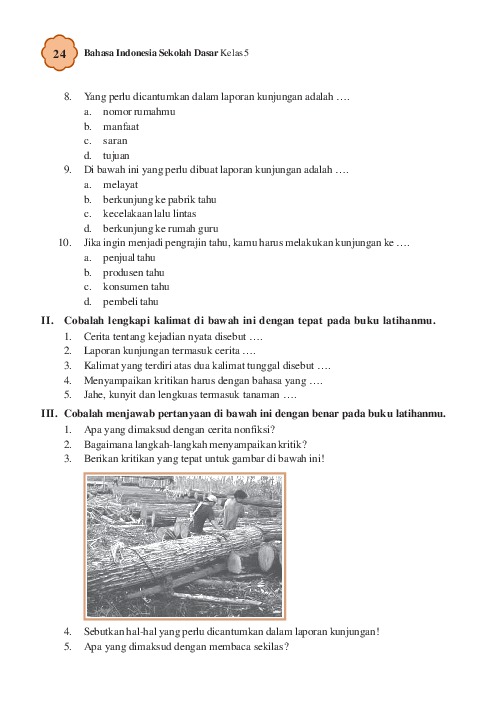 24 Bahasa Indonesia Sekolah Dasar Kelas 5
8. Yang perlu dicantumkan dalam laporan kunjungan adalah ….
a. nomor rumahmu
b. manfaat
c. saran
d. tujuan
9. Di bawah ini yang perlu dibuat laporan kunjungan adalah ….
a. melayat
b. berkunjung ke pabrik tahu
c. kecelakaan lalu lintas
d. berkunjung ke rumah guru
10. Jika ingin menjadi pengrajin tahu, kamu harus melakukan kunjungan ke ….
a. penjual tahu
b. produsen tahu
c. konsumen tahu
d. pembeli tahu
II. Cobalah lengkapi kalimat di bawah ini dengan tepat pada buku latihanmu.
1. Cerita tentang kejadian nyata disebut ….
2. Laporan kunjungan termasuk cerita ….
3. Kalimat yang terdiri atas dua kalimat tunggal disebut ….
4. Menyampaikan kritikan harus dengan bahasa yang ….
5. Jahe, kunyit dan lengkuas termasuk tanaman ….
III. Cobalah menjawab pertanyaan di bawah ini dengan benar pada buku latihanmu.
1. Apa yang dimaksud dengan cerita nonfiksi?
2. Bagaimana langkah-langkah menyampaikan kritik?
3. Berikan kritikan yang tepat untuk gambar di bawah ini!
4. Sebutkan hal-hal yang perlu dicantumkan dalam laporan kunjungan!
5. Apa yang dimaksud dengan membaca sekilas?